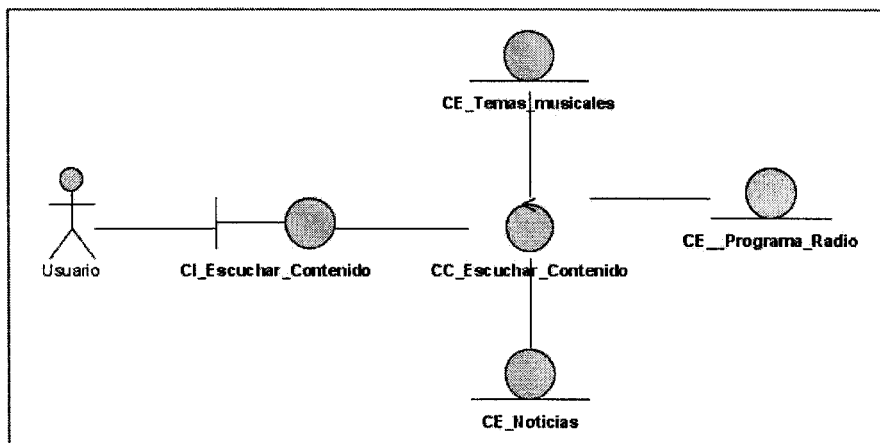 CE_Temas_musicales
CE__Programa_Radio
Usuario
CI_Escuchar_Contenido
CC_Escuchar_Contenido
CE_Noticias